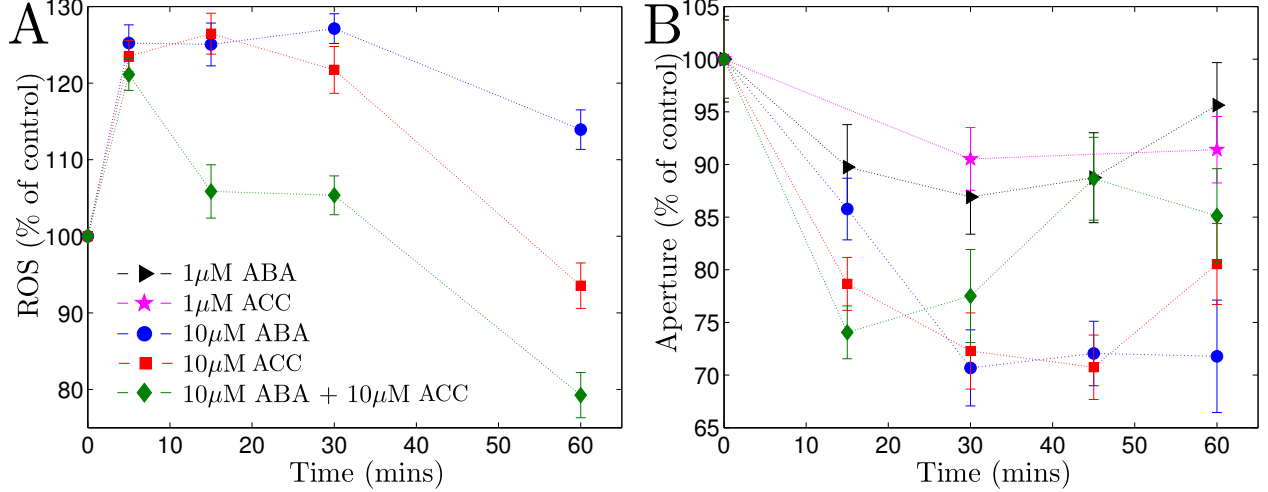 A
ROS (% of control)
130
120
110
100
90
80
1μM ABA
1μM ACC
10μM ABA
10μM ACC
10μM ABA + 10μM ACC
0 10 20 30 40 50 60
Time (mins)
B
Aperture (% of control)
105
100
95
90
85
80
75
70
65
0 10 20 30 40 50 60
Time (mins)